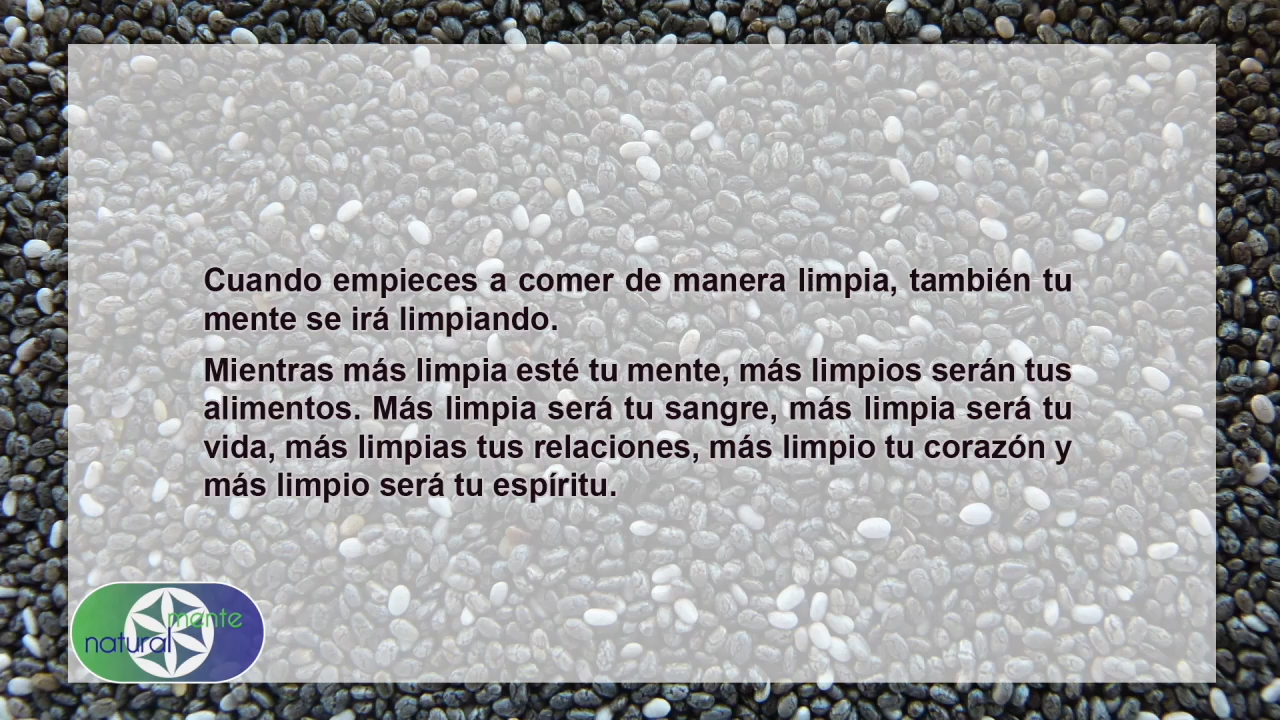 Cuando empieces a comer de manera limpia, también tu
mente se irá limpiando.
Mientras más limpia esté tu mente, más limpios serán tus
alimentos. Más limpia será tu sangre, más limpia será tu
vida, más limpias tus relaciones, más limpio tu corazón y
más limpio será tu espíritu.
mente
natural